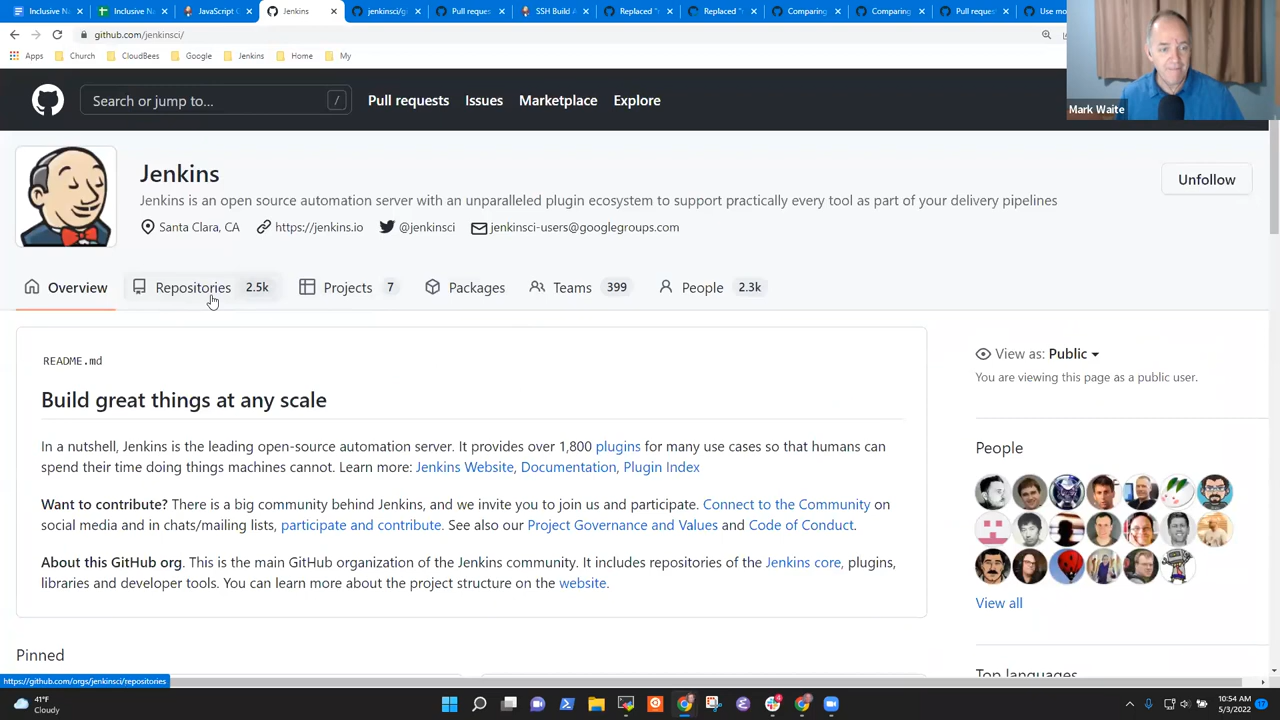 Inclusive Na
Inclusive Na
JavaScript C
Jenkins
jenkinsci/g
Pull reques
SSH Build A
Replaced "
Replaced "
Comparing
Comparing
Pull reques
Use mo
github.com/jenkinsci/
Apps
Church
CloudBees
Google
Jenkins
Home
My
Search or jump to...
/
Pull requests
Issues
Marketplace
Explore
Mark Waite
Jenkins
Unfollow
Jenkins is an open source automation server with an unparalleled plugin ecosystem to support practically every tool as part of your delivery pipelines
Santa Clara, CA
https://jenkins.io
@jenkinsci
jenkinsci-users@googlegroups.com
Overview
Repositories 2.5k
Projects 7
Packages
Teams 399
People 2.3k
README.md
Build great things at any scale
In a nutshell, Jenkins is the leading open-source automation server. It provides over 1,800 plugins for many use cases so that humans can
spend their time doing things machines cannot. Learn more: Jenkins Website, Documentation, Plugin Index
Want to contribute? There is a big community behind Jenkins, and we invite you to join us and participate. Connect to the Community on
social media and in chats/mailing lists, participate and contribute. See also our Project Governance and Values and Code of Conduct.
About this GitHub org. This is the main GitHub organization of the Jenkins community. It includes repositories of the Jenkins core, plugins,
libraries and developer tools. You can learn more about the project structure on the website.
View as: Public
You are viewing this page as a public user.
People
View all
Pinned
Top languages
https://github.com/orgs/jenkinsci/repositories
41°F
Cloudy
10:54 AM
5/3/2022
17